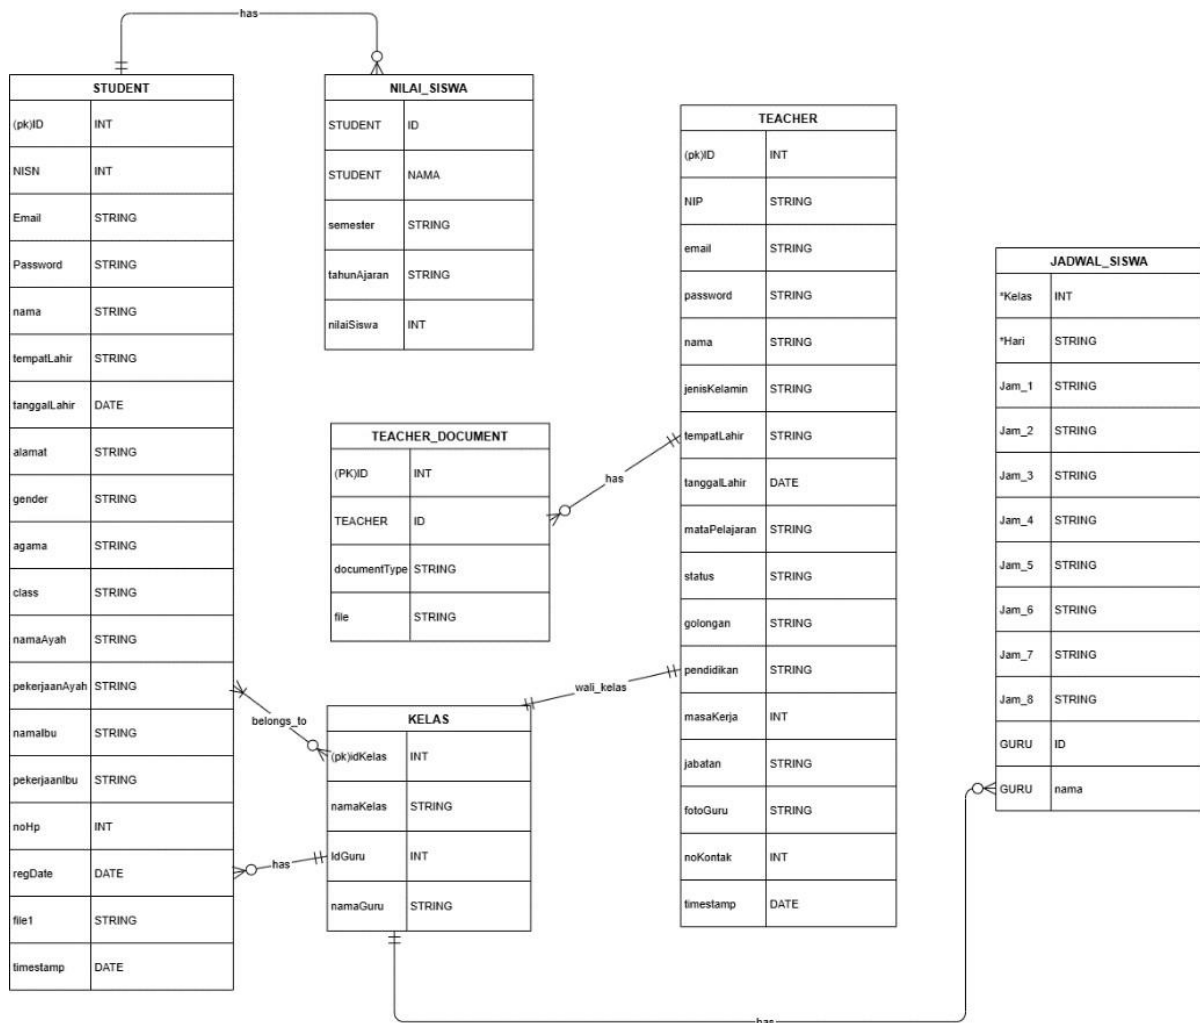 has
STUDENT
(pk)ID INT
NISN INT
Email STRING
Password STRING
nama STRING
tempatLahir STRING
tanggalLahir DATE
alamat STRING
gender STRING
agama STRING
class STRING
namaAyah STRING
pekerjaanAyah STRING
namaIbu STRING
pekerjaanIbu STRING
noHp INT
regDate DATE
file1 STRING
timestamp DATE
NILAI_SISWA
STUDENT ID
STUDENT NAMA
semester STRING
tahunAjaran STRING
nilaiSiswa INT
TEACHER_DOCUMENT
(PK)ID INT
TEACHER ID
documentType STRING
file STRING
has
wali_kelas
belongs_to
has
KELAS
(pk)idKelas INT
namaKelas STRING
IdGuru INT
namaGuru STRING
TEACHER
(pk)ID INT
NIP STRING
email STRING
password STRING
nama STRING
jenisKelamin STRING
tempatLahir STRING
tanggalLahir DATE
mataPelajaran STRING
status STRING
golongan STRING
pendidikan STRING
masaKerja INT
jabatan STRING
fotoGuru STRING
noKontak INT
timestamp DATE
JADWAL_SISWA
*Kelas INT
*Hari STRING
Jam_1 STRING
Jam_2 STRING
Jam_3 STRING
Jam_4 STRING
Jam_5 STRING
Jam_6 STRING
Jam_7 STRING
Jam_8 STRING
GURU ID
GURU nama
has